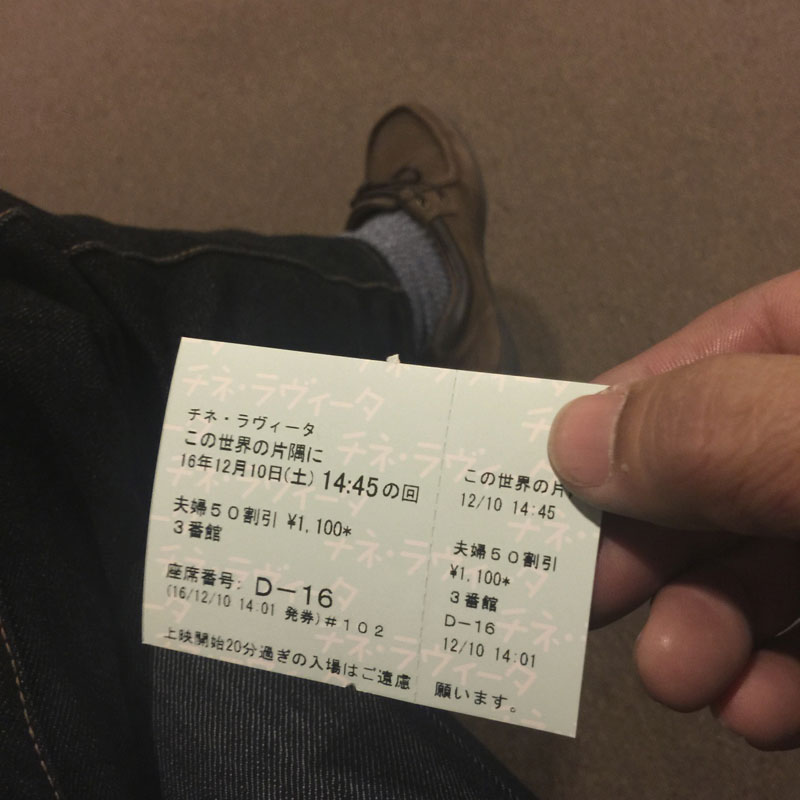 チネ・ラヴィータ
この世界の片隅に
16年12月10日(土) 14:45の回
夫婦50割引 ¥1,100*
3番館
座席番号: D-16
(16/12/10 14:01 発券)#102
上映開始20分過ぎの入場はご遠慮 願います。
この世界の片
12/10 14:45
夫婦50割引
¥1,100*
3番館
D-16
12/10 14:01